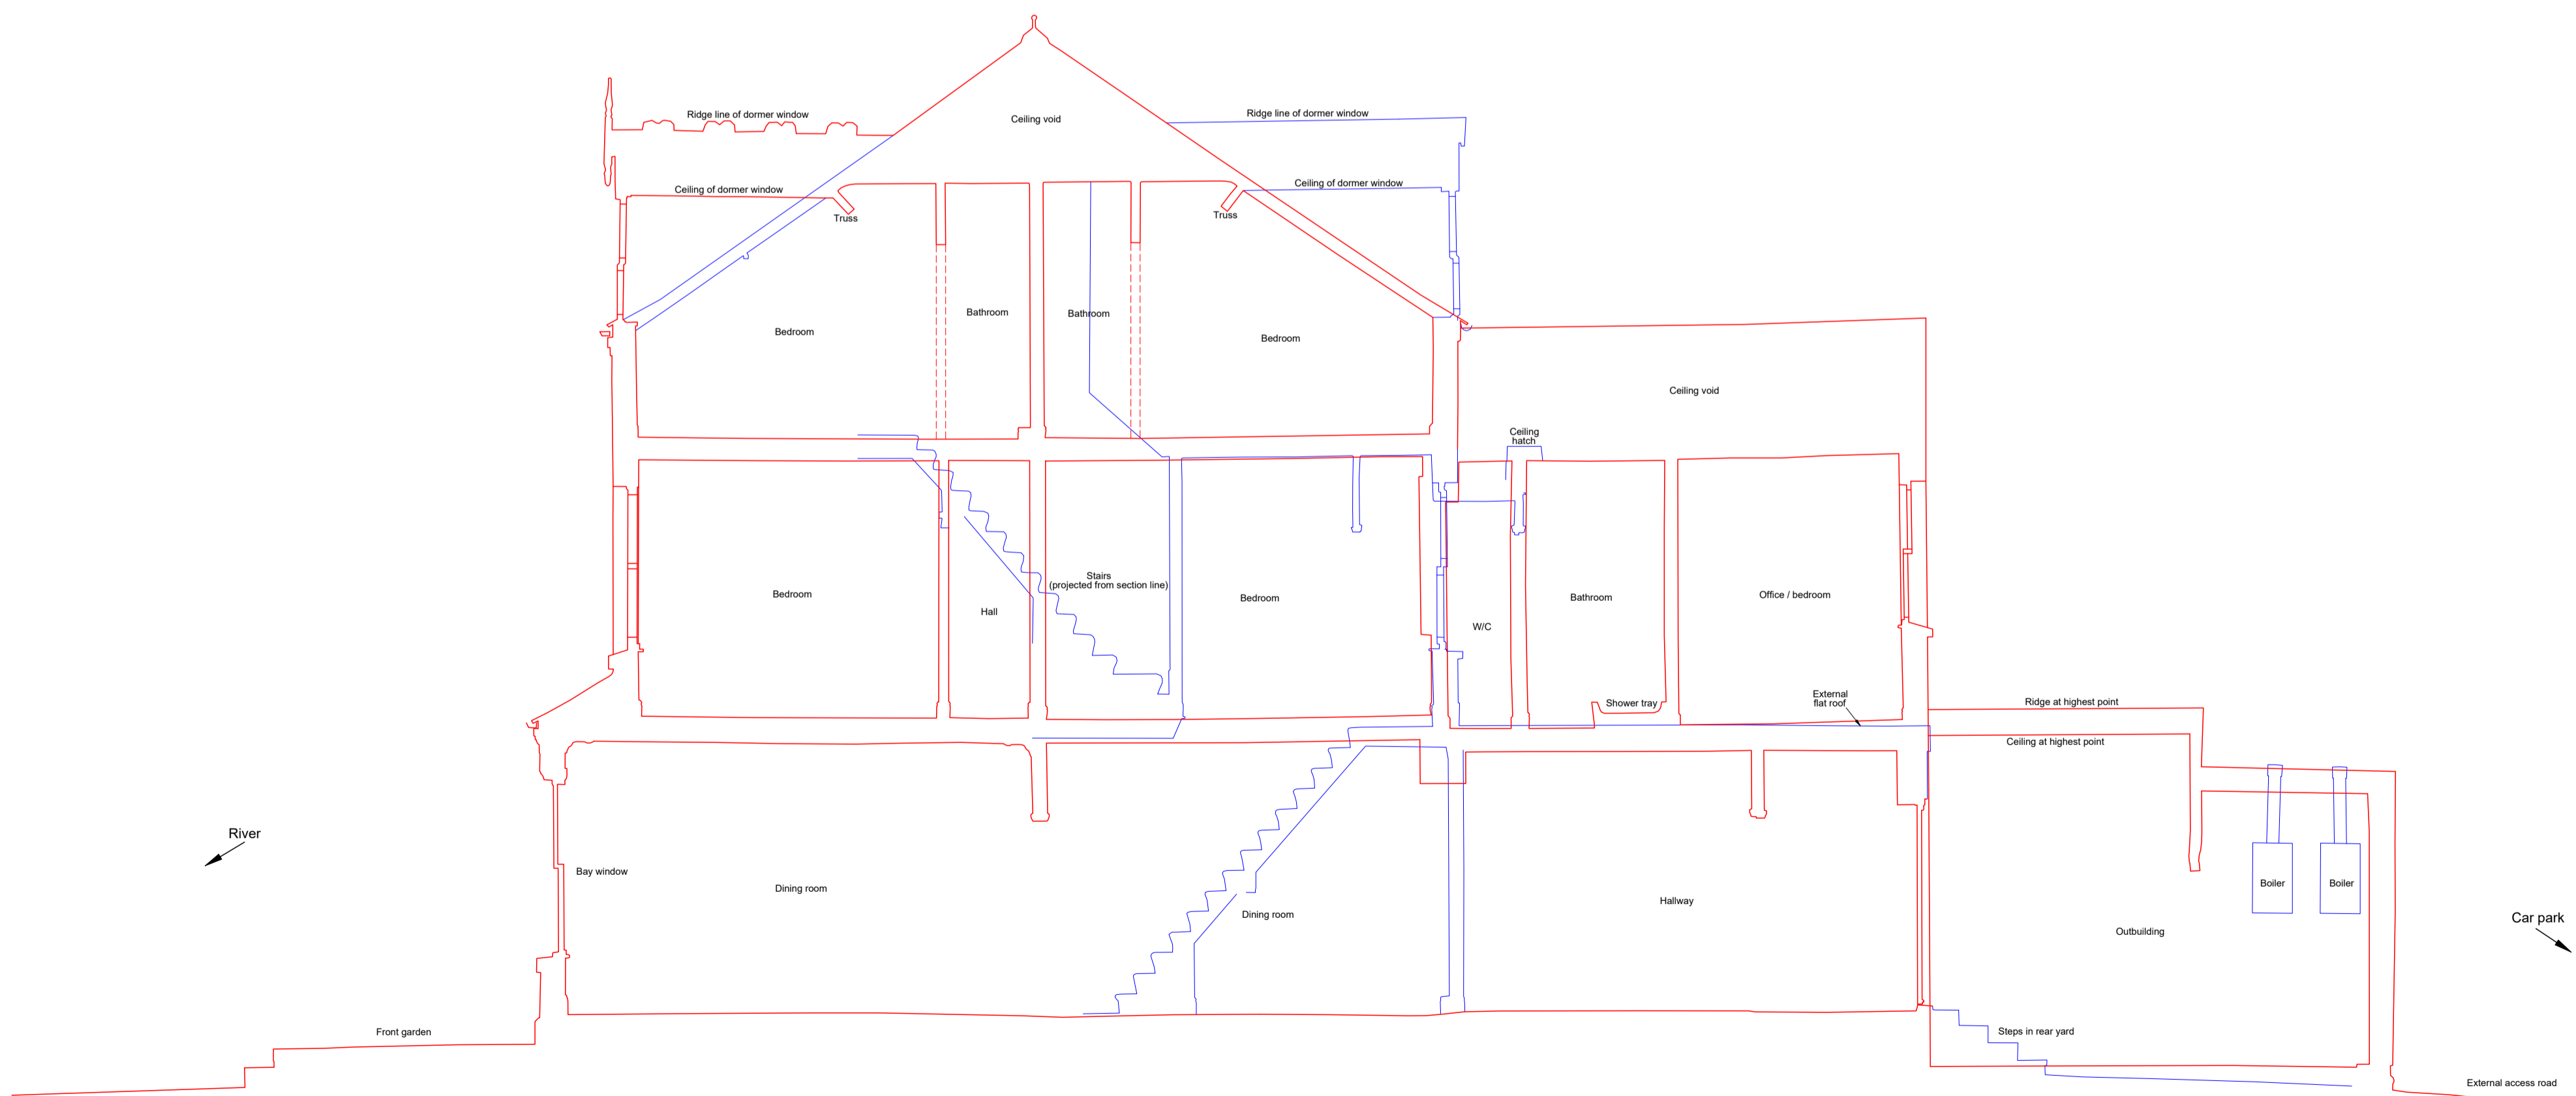 Ridge line of dormer window
Ceiling void
Ridge line of dormer window
Ceiling of dormer window
Truss
Truss
Ceiling of dormer window
Bedroom
Bathroom
Bathroom
Bedroom
Ceiling void
Ceiling
hatch
Bedroom
Hall
Stairs
(projected from section line)
Bedroom
W/C
Bathroom
Office / bedroom
Shower tray
External
flat roof
Ridge at highest point
Ceiling at highest point
River
Bay window
Dining room
Dining room
Hallway
Boiler
Boiler
Outbuilding
Car park
Front garden
Steps in rear yard
External access road